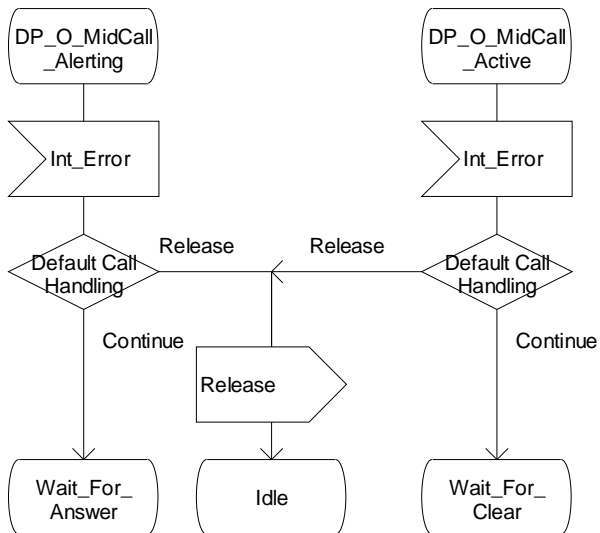 DP_O_MidCall
_Alerting
DP_O_MidCall
_Active
Int_Error
Int_Error
Default Call
Handling
Release
Release
Default Call
Handling
Continue
Continue
Release
Wait_For_
Answer
Idle
Wait_For_
Clear